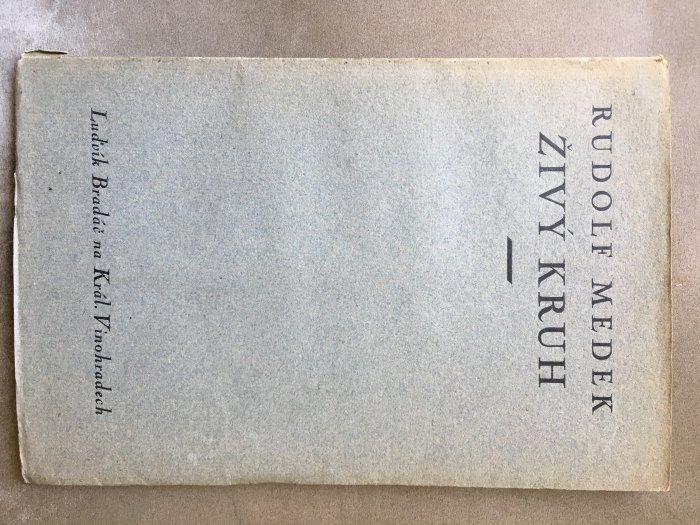 RUDOLF MEDEK
ŽIVÝ KRUH
Ludvík Bradáč na Král. Vinohradech